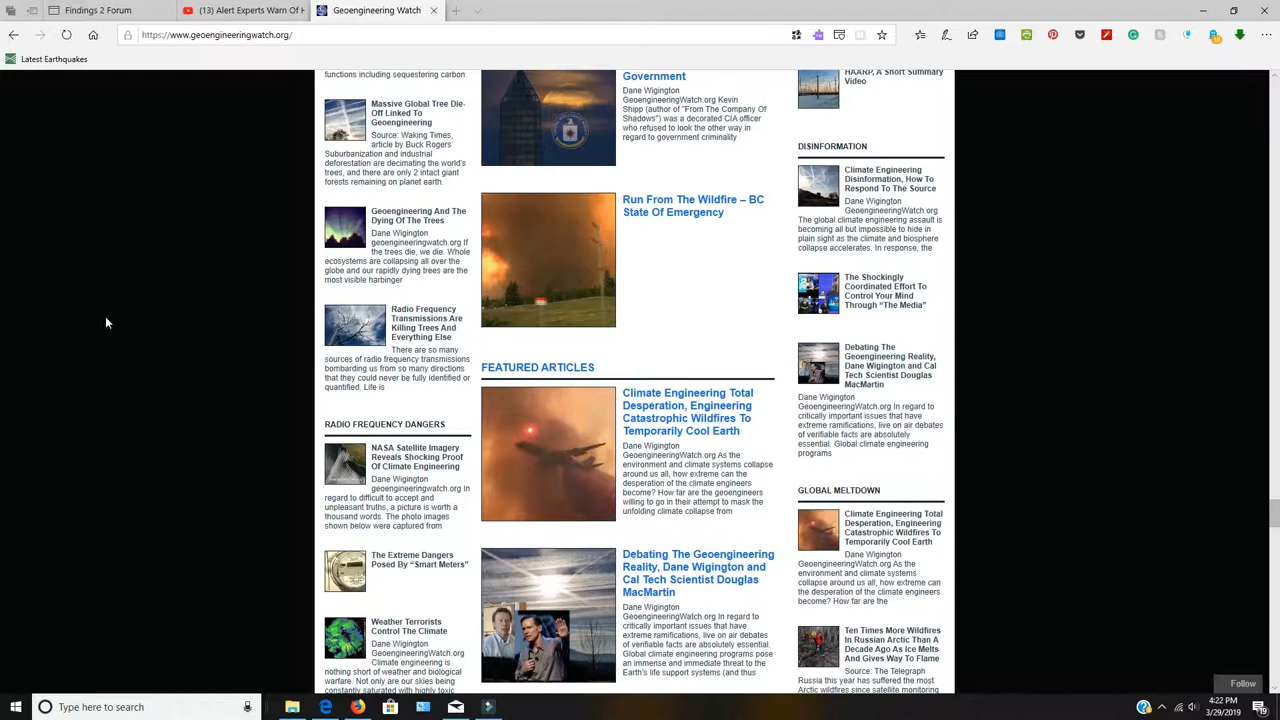 Findings 2 Forum
(13) Alert Experts Warn Of H
Geoengineering Watch
https://www.geoengineeringwatch.org/
Latest Earthquakes
functions including sequestering carbon
Massive Global Tree Die-
Off Linked To
Geoengineering
Source: Waking Times,
article by Buck Rogers
Suburbanization and industrial
deforestation are decimating the world's
trees, and there are only 2 intact giant
forests remaining on planet earth.
Geoengineering And The
Dying Of The Trees
Dane Wigington
geoengineeringwatch.org If
the trees die, we die. Whole
ecosystems are collapsing all over the
globe and our rapidly dying trees are the
most visible harbinger
Radio Frequency
Transmissions Are
Killing Trees And
Everything Else
There are so many
sources of radio frequency transmissions
bombarding us from so many directions
that they could never be fully identified or
quantified. Life is
RADIO FREQUENCY DANGERS
NASA Satellite Imagery
Reveals Shocking Proof
Of Climate Engineering
Dane Wigington
geoengineeringwatch.org In
regard to difficult to accept and
unpleasant truths, a picture is worth a
thousand words. The photo images
shown below were captured from
The Extreme Dangers
Posed By “Smart Meters”
Weather Terrorists
Control The Climate
Dane Wigington
GeoengineeringWatch.org
Climate engineering is
nothing short of weather and biological
warfare. Not only are our skies being
constantly saturated with highly toxic
Government
Dane Wigington
GeoengineeringWatch.org Kevin
Shipp (author of "From The Company Of
Shadows") was a decorated CIA officer
who refused to look the other way in
regard to government criminality
Run From The Wildfire – BC
State Of Emergency
FEATURED ARTICLES
Climate Engineering Total
Desperation, Engineering
Catastrophic Wildfires To
Temporarily Cool Earth
Dane Wigington
GeoengineeringWatch.org As the
environment and climate systems collapse
around us all, how extreme can the
desperation of the climate engineers
become? How far are the geoengineers
willing to go in their attempt to mask the
unfolding climate collapse from
Debating The Geoengineering
Reality, Dane Wigington and
Cal Tech Scientist Douglas
MacMartin
Dane Wigington
GeoengineeringWatch.org In regard to
critically important issues that have
extreme ramifications, live on air debates
of verifiable facts are absolutely essential.
Global climate engineering programs pose
an immense and immediate threat to the
Earth's life support systems (and thus
HAARP, A Short Summary
Video
DISINFORMATION
Climate Engineering
Disinformation, How To
Respond To The Source
Dane Wigington
GeoengineeringWatch.org
The global climate engineering assault is
becoming all but impossible to hide in
plain sight as the climate and biosphere
collapse accelerates. In response, the
The Shockingly
Coordinated Effort To
Control Your Mind
Through “The Media”
Debating The
Geoengineering Reality,
Dane Wigington and Cal
Tech Scientist Douglas
MacMartin
Dane Wigington
GeoengineeringWatch.org In regard to
critically important issues that have
extreme ramifications, live on air debates
of verifiable facts are absolutely
essential. Global climate engineering
programs
GLOBAL MELTDOWN
Climate Engineering Total
Desperation, Engineering
Catastrophic Wildfires To
Temporarily Cool Earth
Dane Wigington
GeoengineeringWatch.org As the
environment and climate systems
collapse around us all, how extreme can
the desperation of the climate engineers
become? How far are the
Ten Times More Wildfires
In Russian Arctic Than A
Decade Ago As Ice Melts
And Gives Way To Flame
Source: The Telegraph
Russia this year has suffered the most
Arctic wildfires since satellite monitoring
Follow
Type here to search
4:22 PM
3/29/2019